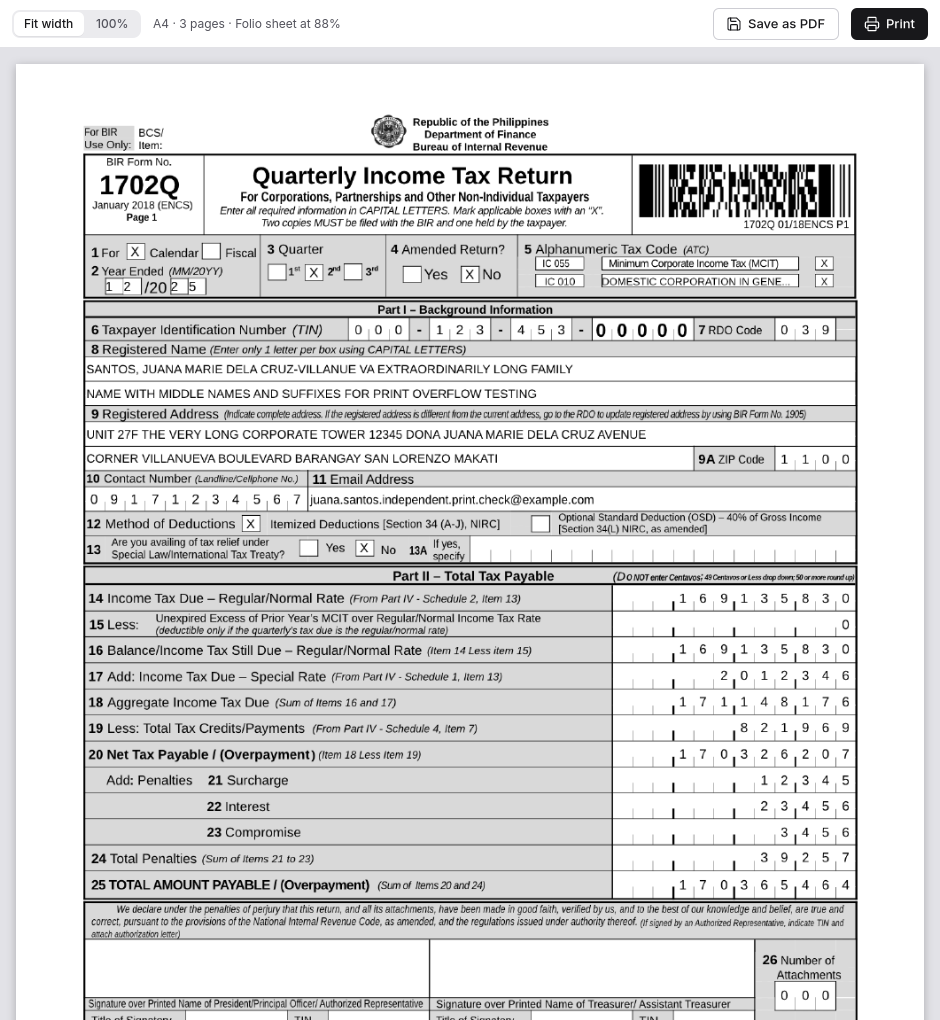 Fit width 100% A4 · 3 pages · Folio sheet at 88% Save as PDF Print
For BIR Use Only: BCS/ Item:
Republic of the Philippines
Department of Finance
Bureau of Internal Revenue
BIR Form No.
1702Q
January 2018 (ENCS)
Page 1
Quarterly Income Tax Return
For Corporations, Partnerships and Other Non-Individual Taxpayers
Enter all required information in CAPITAL LETTERS. Mark applicable boxes with an "X".
Two copies MUST be filed with the BIR and one held by the taxpayer.
1702Q 01/18ENCS P1
1 For X Calendar Fiscal
2 Year Ended (MM/20YY)
1 2 /20 2 5
3 Quarter
1st X 2nd 3rd
4 Amended Return?
Yes X No
5 Alphanumeric Tax Code (ATC)
IC 055 Minimum Corporate Income Tax (MCIT) X
IC 010 DOMESTIC CORPORATION IN GENE... X
Part I – Background Information
6 Taxpayer Identification Number (TIN) 0 0 0 - 1 2 3 - 4 5 3 - 0 0 0 0 0 7 RDO Code 0 3 9
8 Registered Name (Enter only 1 letter per box using CAPITAL LETTERS)
SANTOS, JUANA MARIE DELA CRUZ-VILLANUE VA EXTRAORDINARILY LONG FAMILY
NAME WITH MIDDLE NAMES AND SUFFIXES FOR PRINT OVERFLOW TESTING
9 Registered Address (Indicate complete address. If the registered address is different from the current address, go to the RDO to update registered address by using BIR Form No. 1905)
UNIT 27F THE VERY LONG CORPORATE TOWER 12345 DONA JUANA MARIE DELA CRUZ AVENUE
CORNER VILLANUEVA BOULEVARD BARANGAY SAN LORENZO MAKATI 9A ZIP Code 1 1 0 0
10 Contact Number (Landline/Cellphone No.) 11 Email Address
0 9 1 7 1 2 3 4 5 6 7 juana.santos.independent.print.check@example.com
12 Method of Deductions X Itemized Deductions [Section 34 (A-J), NIRC] Optional Standard Deduction (OSD) – 40% of Gross Income [Section 34(L) NIRC, as amended]
13 Are you availing of tax relief under Special Law/International Tax Treaty? Yes X No 13A If yes, specify
Part II – Total Tax Payable (Do NOT enter Centavos; 49 Centavos or Less drop down; 50 or more round up)
14 Income Tax Due – Regular/Normal Rate (From Part IV - Schedule 2, Item 13) 1 6 9 1 3 5 8 3 0
15 Less: Unexpired Excess of Prior Year's MCIT over Regular/Normal Income Tax Rate (deductible only if the quarterly's tax due is the regular/normal rate) 0
16 Balance/Income Tax Still Due – Regular/Normal Rate (Item 14 Less item 15) 1 6 9 1 3 5 8 3 0
17 Add: Income Tax Due – Special Rate (From Part IV - Schedule 1, Item 13) 2 0 1 2 3 4 6
18 Aggregate Income Tax Due (Sum of Items 16 and 17) 1 7 1 1 4 8 1 7 6
19 Less: Total Tax Credits/Payments (From Part IV - Schedule 4, Item 7) 8 2 1 9 6 9
20 Net Tax Payable / (Overpayment) (Item 18 Less Item 19) 1 7 0 3 2 6 2 0 7
Add: Penalties 21 Surcharge 1 2 3 4 5
22 Interest 2 3 4 5 6
23 Compromise 3 4 5 6
24 Total Penalties (Sum of Items 21 to 23) 3 9 2 5 7
25 TOTAL AMOUNT PAYABLE / (Overpayment) (Sum of Items 20 and 24) 1 7 0 3 6 5 4 6 4
We declare under the penalties of perjury that this return, and all its attachments, have been made in good faith, verified by us, and to the best of our knowledge and belief, are true and
correct, pursuant to the provisions of the National Internal Revenue Code, as amended, and the regulations issued under authority thereof. (If signed by an Authorized Representative, indicate TIN and
attach authorization letter)
26 Number of Attachments
0 0 0
Signature over Printed Name of President/Principal Officer/ Authorized Representative Signature over Printed Name of Treasurer/ Assistant Treasurer
Title of Signatory TIN Title of Signatory TIN